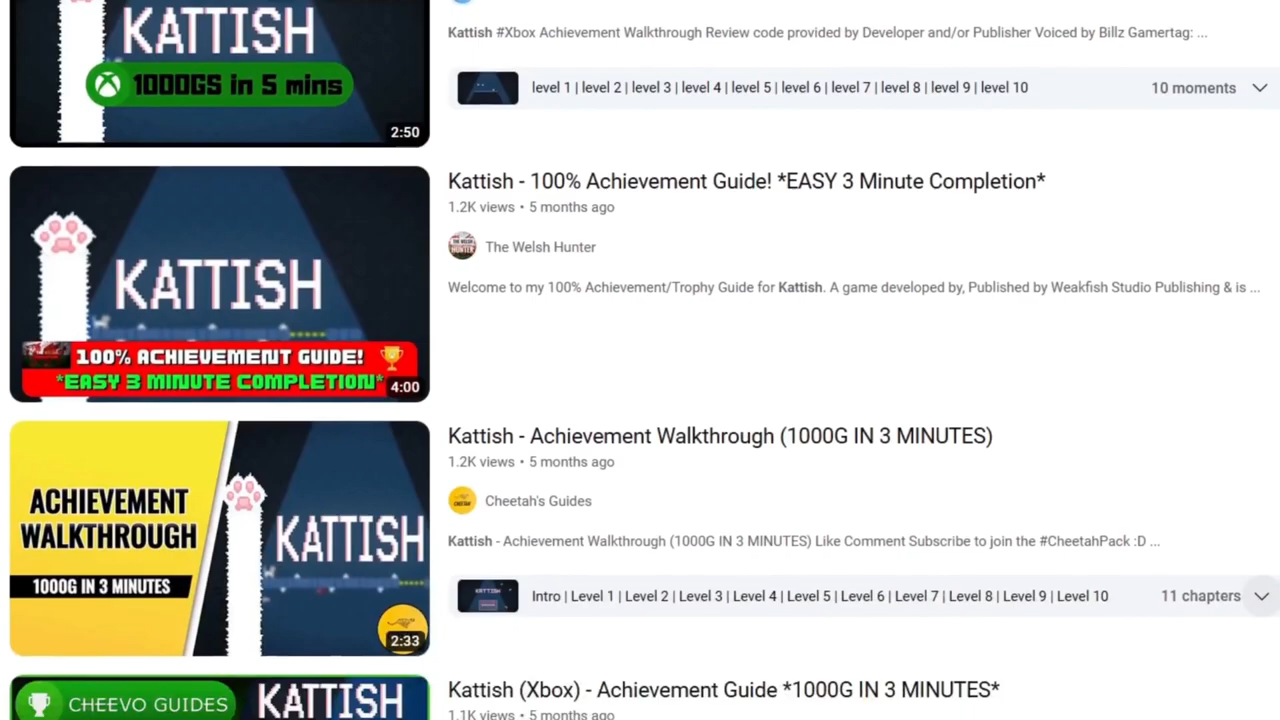 KATTISH
1000GS in 5 mins
2:50
Kattish #Xbox Achievement Walkthrough Review code provided by Developer and/or Publisher Voiced by Billz Gamertag: ...
level 1 | level 2 | level 3 | level 4 | level 5 | level 6 | level 7 | level 8 | level 9 | level 10
10 moments
KATTISH
100% ACHIEVEMENT GUIDE!
*EASY 3 MINUTE COMPLETION*
4:00
Kattish - 100% Achievement Guide! *EASY 3 Minute Completion*
1.2K views • 5 months ago
The Welsh Hunter
Welcome to my 100% Achievement/Trophy Guide for Kattish. A game developed by, Published by Weakfish Studio Publishing & is ...
ACHIEVEMENT
WALKTHROUGH
1000G IN 3 MINUTES
KATTISH
2:33
Kattish - Achievement Walkthrough (1000G IN 3 MINUTES)
1.2K views • 5 months ago
Cheetah's Guides
Kattish - Achievement Walkthrough (1000G IN 3 MINUTES) Like Comment Subscribe to join the #CheetahPack :D ...
Intro | Level 1 | Level 2 | Level 3 | Level 4 | Level 5 | Level 6 | Level 7 | Level 8 | Level 9 | Level 10
11 chapters
CHEEVO GUIDES
KATTISH
Kattish (Xbox) - Achievement Guide *1000G IN 3 MINUTES*
1.1K views • 5 months ago